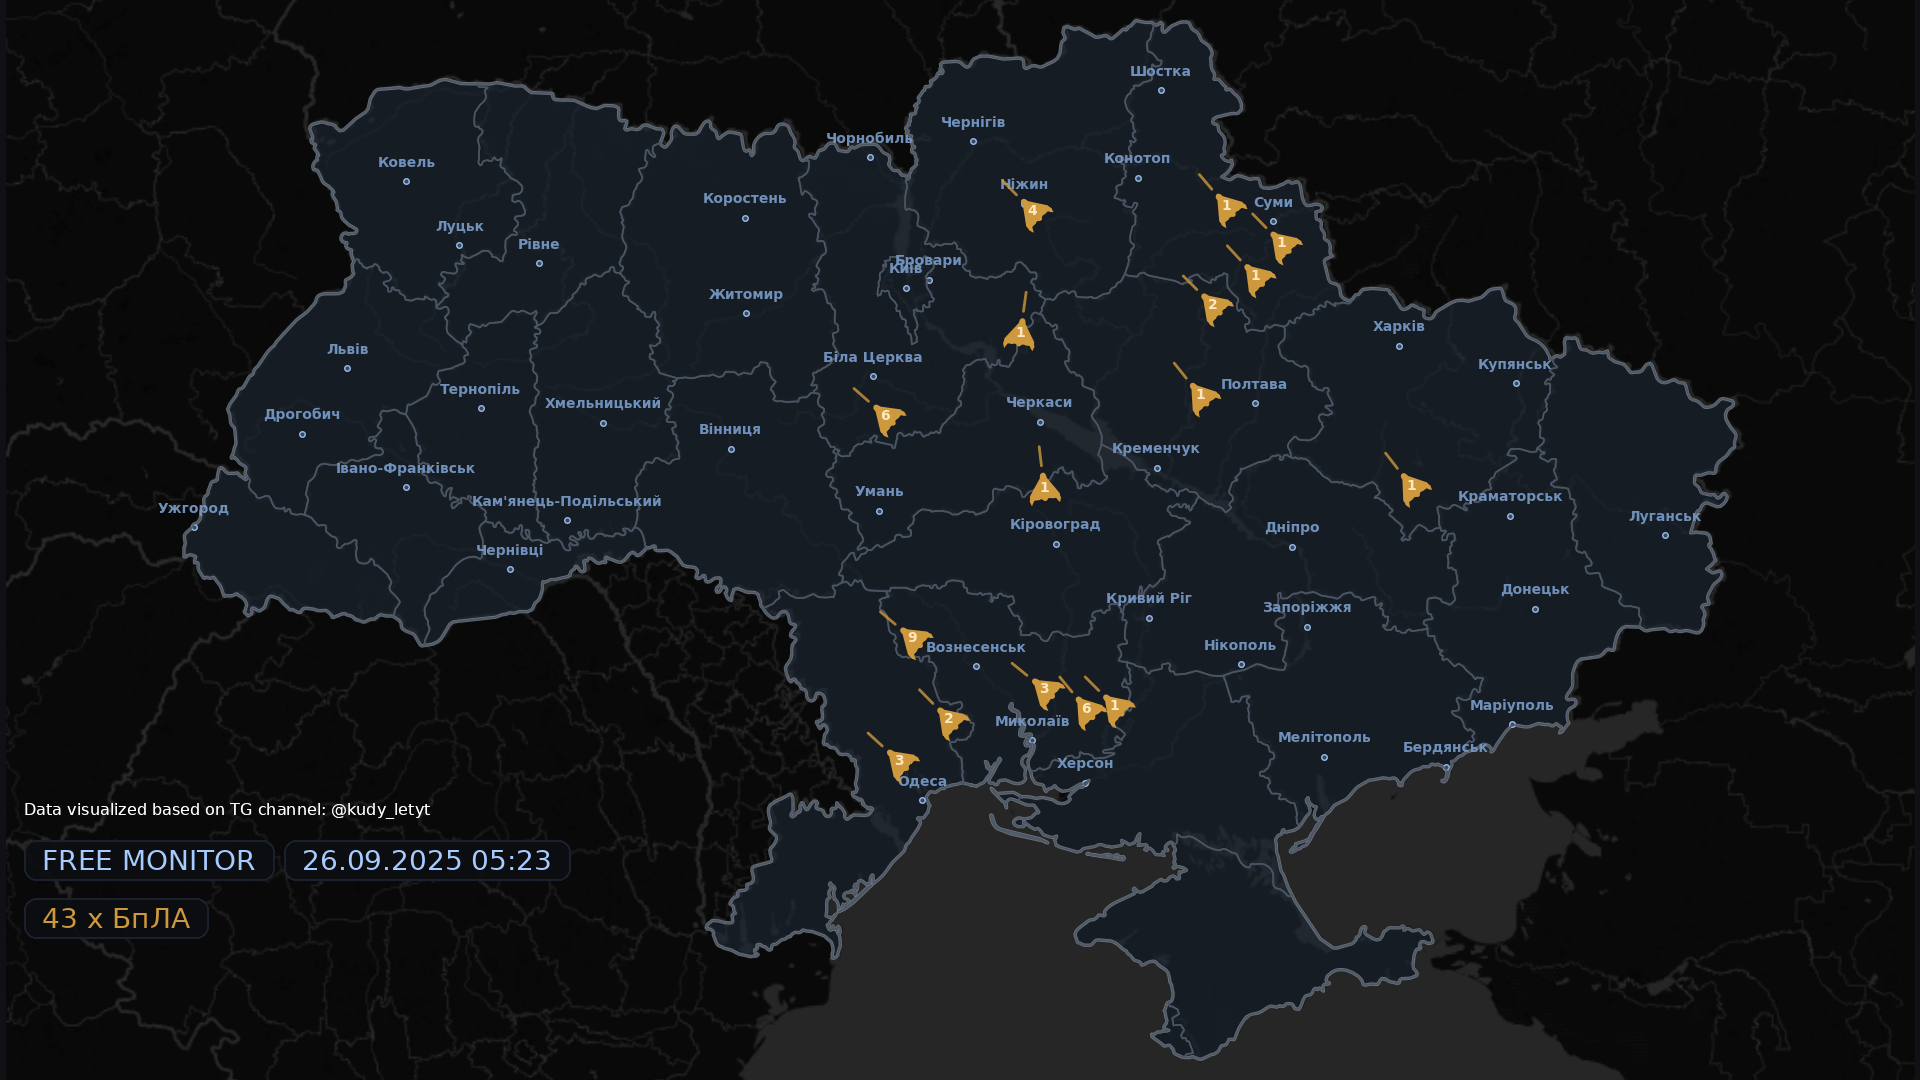 Шостка
Чернігів
Чорнобиль
Конотоп
Ковель
Ніжин
4
Коростень
1
Суми
Луцьк
Рівне
1
Бровари
Київ
1
Житомир
2
1
Харків
Львів
Біла Церква
Купянськ
Тернопіль
Полтава
1
Хмельницький
Черкаси
Дрогобич
6
Вінниця
Кременчук
Івано-Франківськ
Умань
1
1
Краматорськ
Кам'янець-Подільський
Ужгород
Луганськ
Кіровоград
Дніпро
Чернівці
Донецьк
Кривий Ріг
Запоріжжя
9
Вознесенськ
Нікополь
3
6
1
Маріуполь
2
Миколаїв
Мелітополь
Бердянськ
3
Херсон
Одеса
Data visualized based on TG channel: @kudy_letyt
FREE MONITOR
26.09.2025 05:23
43 x БпЛА